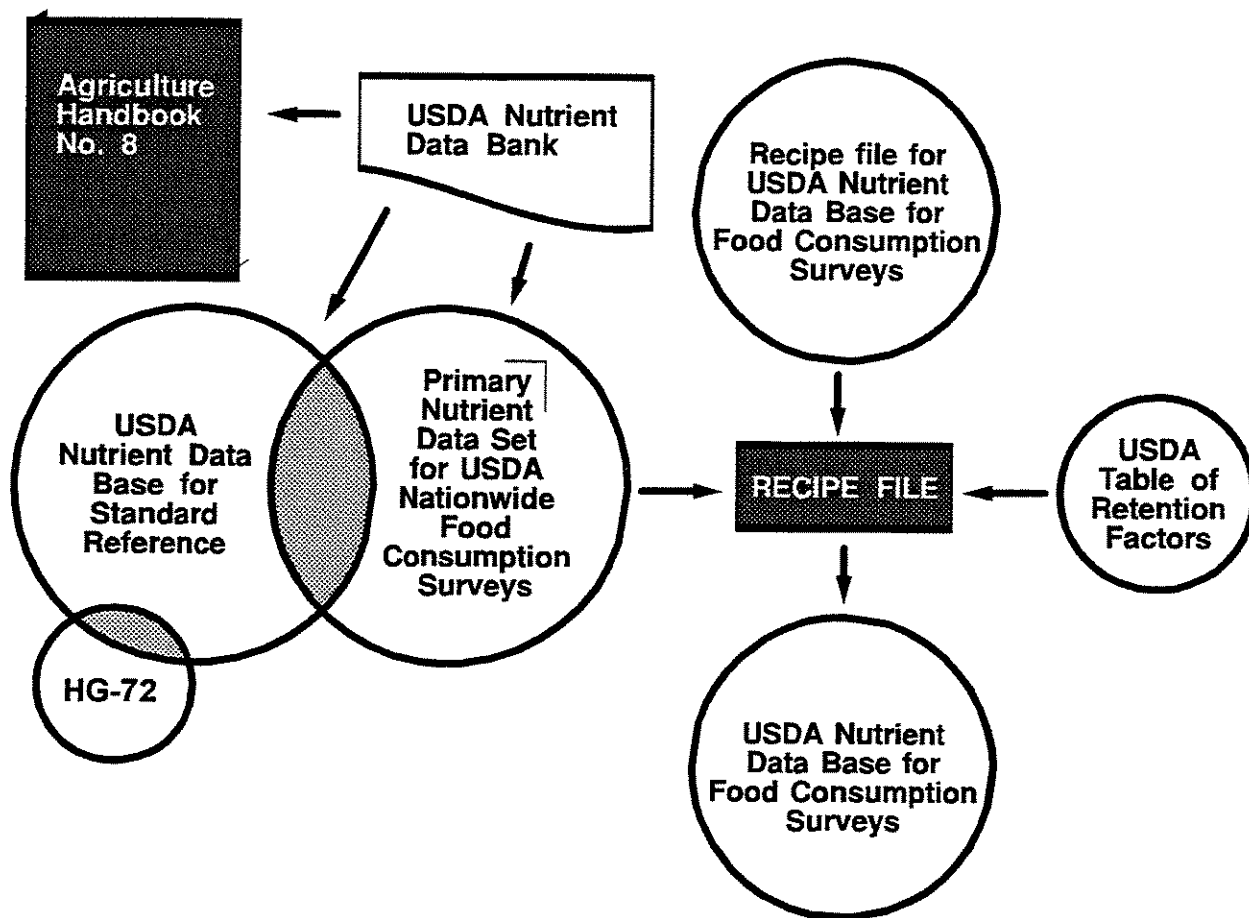 Agriculture
Handbook
No. 8
USDA Nutrient
Data Bank
Recipe file for
USDA Nutrient
Data Base for
Food Consumption
Surveys
USDA
Nutrient Data
Base for
Standard
Reference
Primary
Nutrient
Data Set
for USDA
Nationwide
Food
Consumption
Surveys
RECIPE FILE
USDA
Table of
Retention
Factors
HG-72
USDA Nutrient
Data Base for
Food Consumption
Surveys